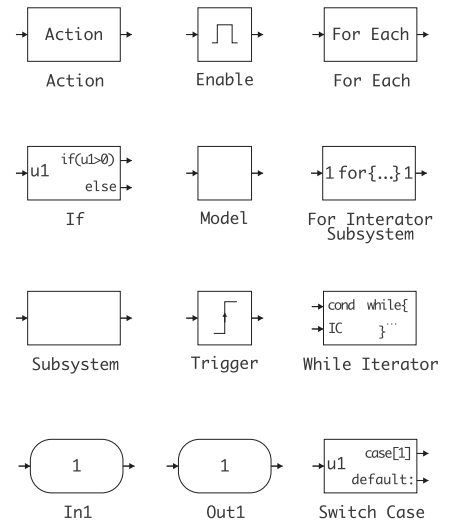 Action
For Each
Action
Enable
For Each
u1
if(u1>0)
else
1 for{...} 1
If
Model
For Interator
Subsystem
cond while{
IC }...
Subsystem
Trigger
While Iterator
1
1
u1
case[1]
default:
In1
Out1
Switch Case